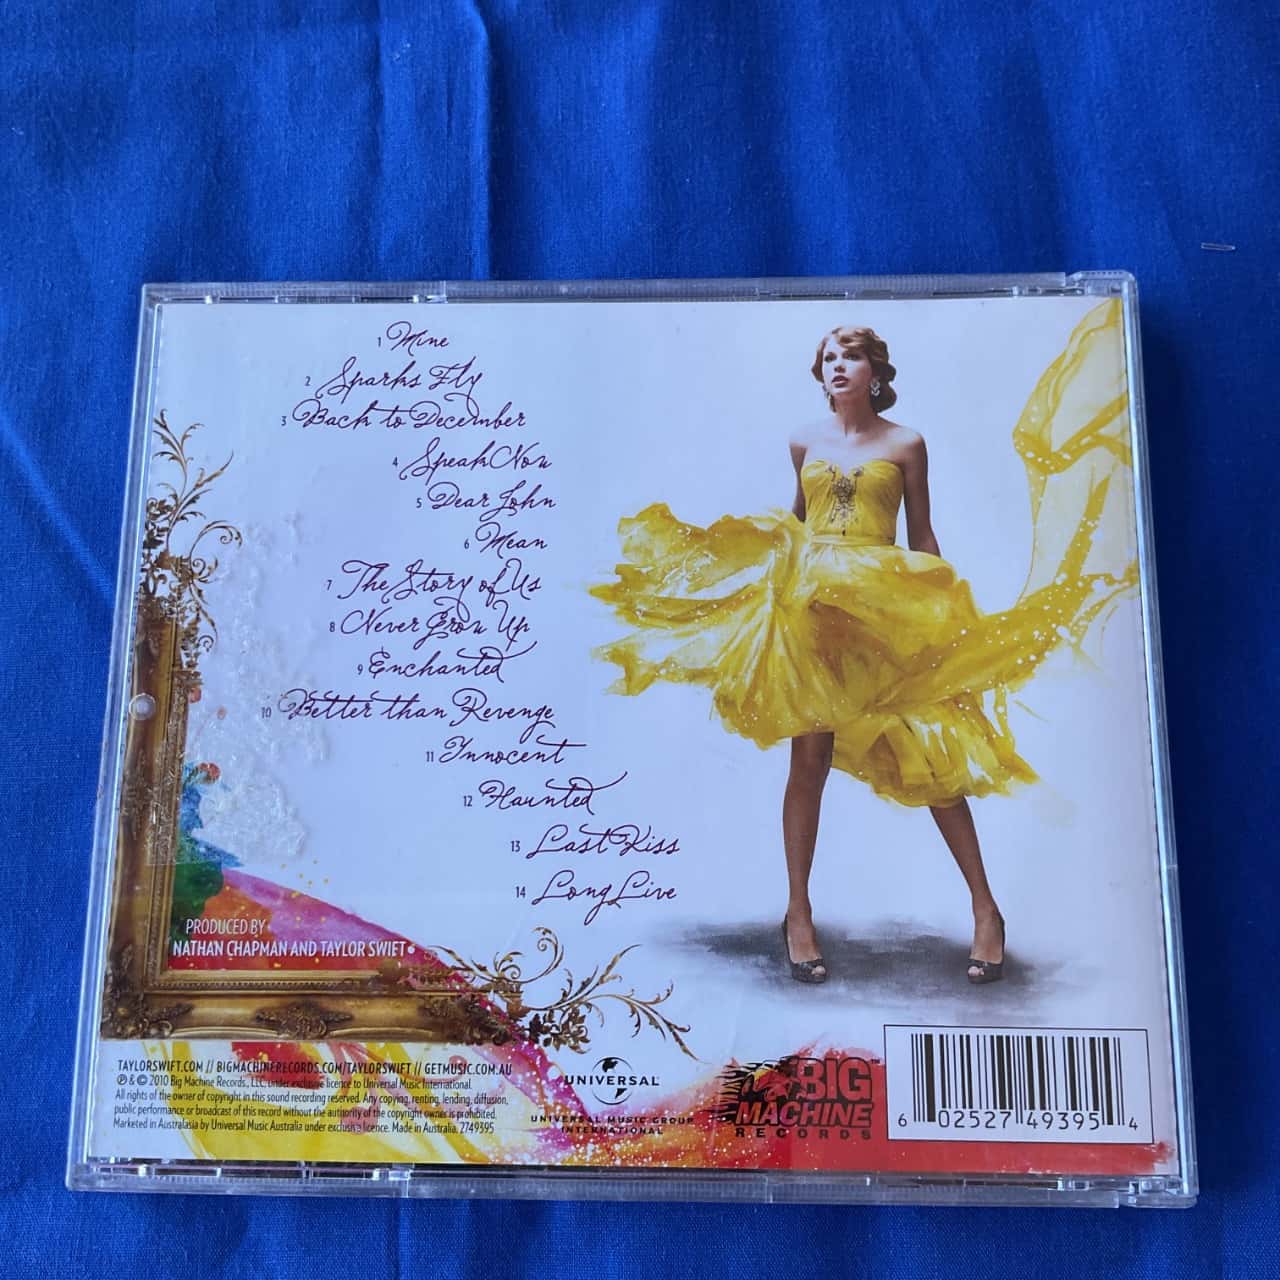 1 Mine
2 Sparks Fly
3 Back to December
4 Speak Now
5 Dear John
6 Mean
7 The Story of Us
8 Never Grow Up
9 Enchanted
10 Better than Revenge
11 Innocent
12 Haunted
13 Last Kiss
14 Long Live
PRODUCED BY
NATHAN CHAPMAN AND TAYLOR SWIFT
TAYLORSWIFT.COM // BIGMACHINERECORDS.COM/TAYLORSWIFT // GETMUSIC.COM.AU
℗ & © 2010 Big Machine Records, LLC, under exclusive licence to Universal Music International.
All rights of the owner of copyright in this sound recording reserved. Any copying, renting, lending, diffusion,
public performance or broadcast of this record without the authority of the copyright owner is prohibited.
Marketed in Australasia by Universal Music Australia under exclusive licence. Made in Australia. 2749395
UNIVERSAL
UNIVERSAL MUSIC GROUP
INTERNATIONAL
BIG™
MACHINE
RECORDS
6 02527 49395 4